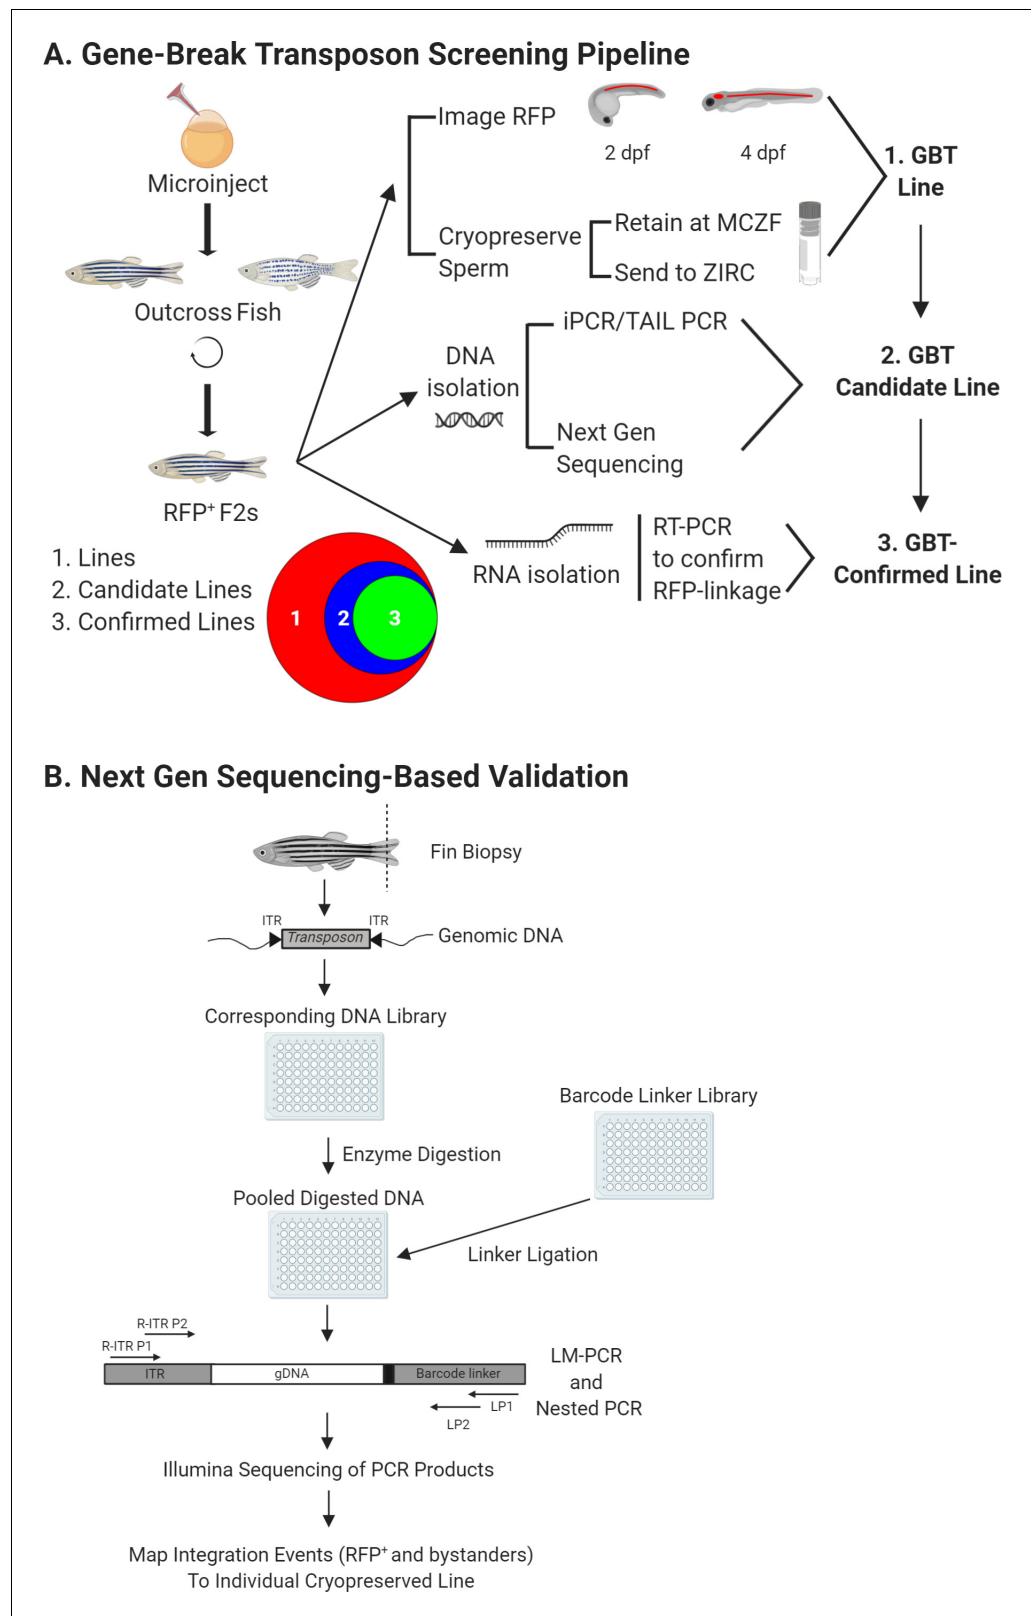 A. Gene-Break Transposon Screening Pipeline
Microinject
Outcross Fish
RFP⁺ F2s
Image RFP
2 dpf
4 dpf
Cryopreserve
Sperm
Retain at MCZF
Send to ZIRC
1. GBT
Line
DNA
isolation
iPCR/TAIL PCR
Next Gen
Sequencing
2. GBT
Candidate Line
RNA isolation
RT-PCR
to confirm
RFP-linkage
3. GBT-
Confirmed Line
1. Lines
2. Candidate Lines
3. Confirmed Lines
1
2
3
B. Next Gen Sequencing-Based Validation
Fin Biopsy
ITR
ITR
Transposon
Genomic DNA
Corresponding DNA Library
Barcode Linker Library
Enzyme Digestion
Pooled Digested DNA
Linker Ligation
R-ITR P2
R-ITR P1
ITR
gDNA
Barcode linker
LP1
LP2
LM-PCR
and
Nested PCR
Illumina Sequencing of PCR Products
Map Integration Events (RFP⁺ and bystanders)
To Individual Cryopreserved Line